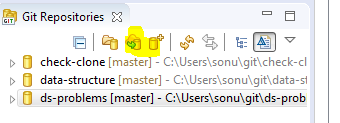 GIT Git Repositories
check-clone [master] - C:\Users\sonu\git\check-cl
data-structure [master] - C:\Users\sonu\git\data-st
ds-problems [master] - C:\Users\sonu\git\ds-prob